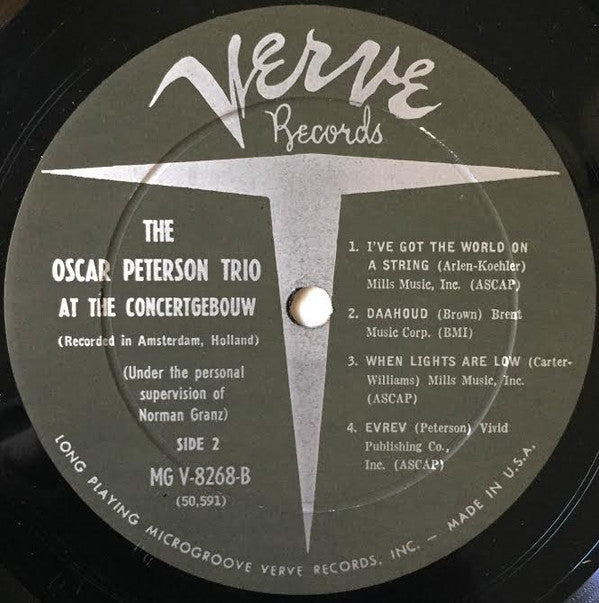 Verve
Records
THE
OSCAR PETERSON TRIO
AT THE CONCERTGEBOUW
(Recorded in Amsterdam, Holland)
(Under the personal
supervision of
Norman Granz)
SIDE 2
MG V-8268-B
(50,591)
1. I'VE GOT THE WORLD ON
A STRING (Arlen-Koehler)
Mills Music, Inc. (ASCAP)
2. DAAHOUD (Brown) Brent
Music Corp. (BMI)
3. WHEN LIGHTS ARE LOW (Carter-
Williams) Mills Music, Inc.
(ASCAP)
4. EVREV (Peterson) Vivid
Publishing Co.,
Inc. (ASCAP)
LONG PLAYING MICROGROOVE VERVE RECORDS, INC. — MADE IN U.S.A.